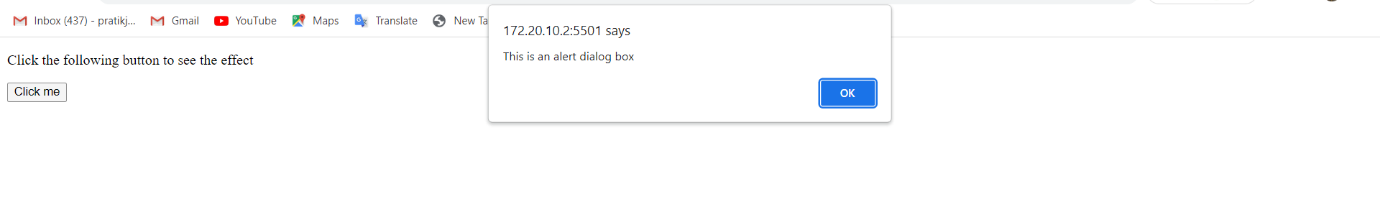 Inbox (437) - pratikj... Gmail YouTube Maps Translate New Ta
172.20.10.2:5501 says
This is an alert dialog box
OK
Click the following button to see the effect
Click me